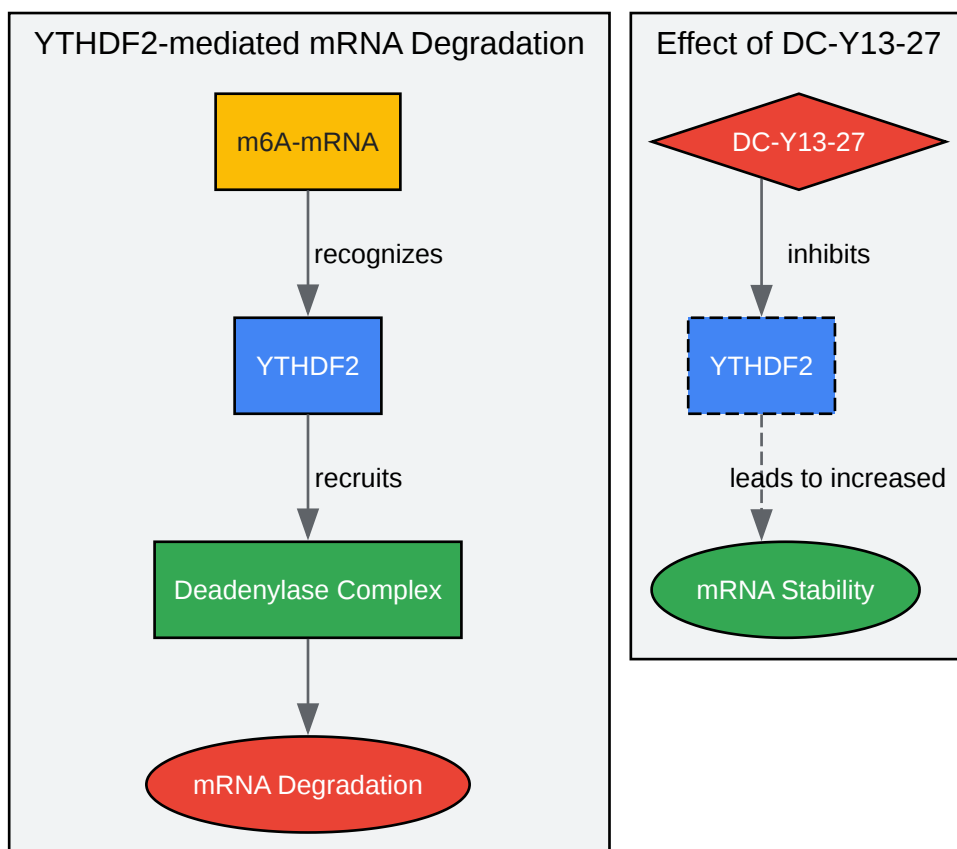 YTHDF2-mediated mRNA Degradation
m6A-mRNA
recognizes
YTHDF2
recruits
Deadenylase Complex
mRNA Degradation
Effect of DC-Y13-27
DC-Y13-27
inhibits
YTHDF2
leads to increased
mRNA Stability